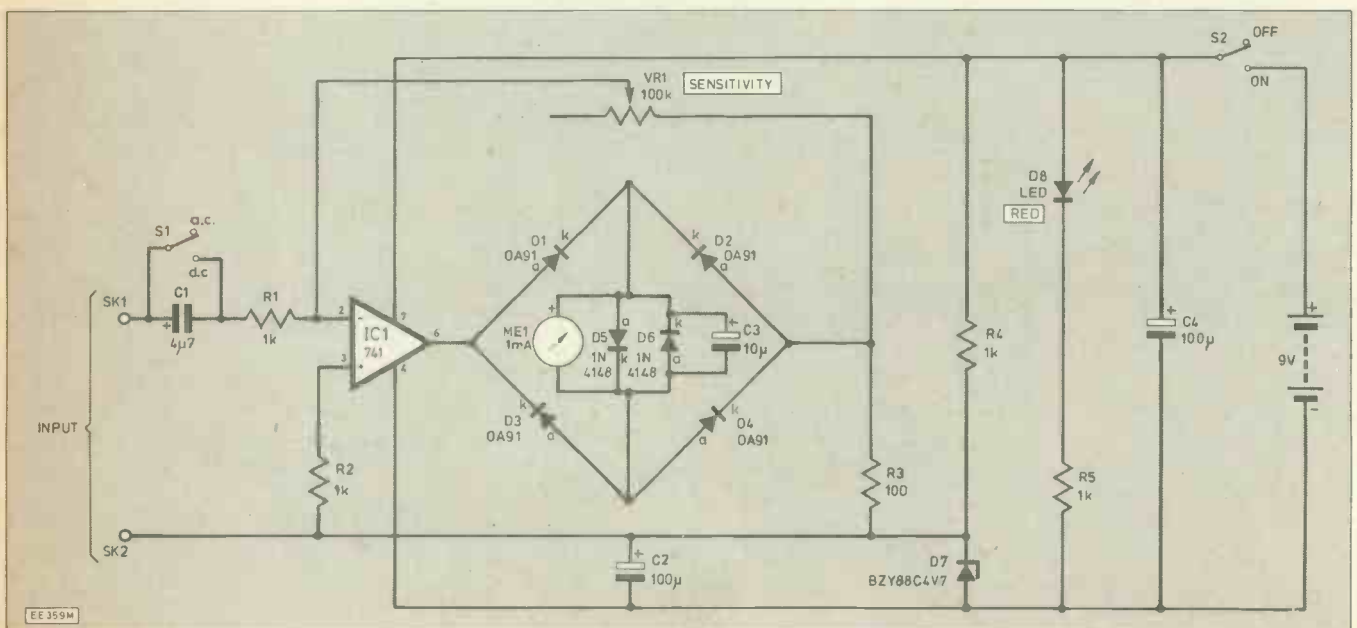 S2
OFF
ON
VR1
100k
SENSITIVITY
S1
a.c.
d.c
SK1
C1
+
4µ7
R1
1k
2
-
7
IC1
741
6
3
+
4
D1
OA91
k
a
D2
OA91
k
a
ME1
1mA
+
a
D5
1N
4148
k
k
D6
1N
4148
a
+
C3
10µ
D3
OA91
k
a
D4
OA91
k
a
R4
1k
D8
LED
RED
C4
100µ
+
9V
+
-
INPUT
R2
1k
R3
100
R5
1k
SK2
+
C2
100µ
D7
BZY88C4V7
EE359M